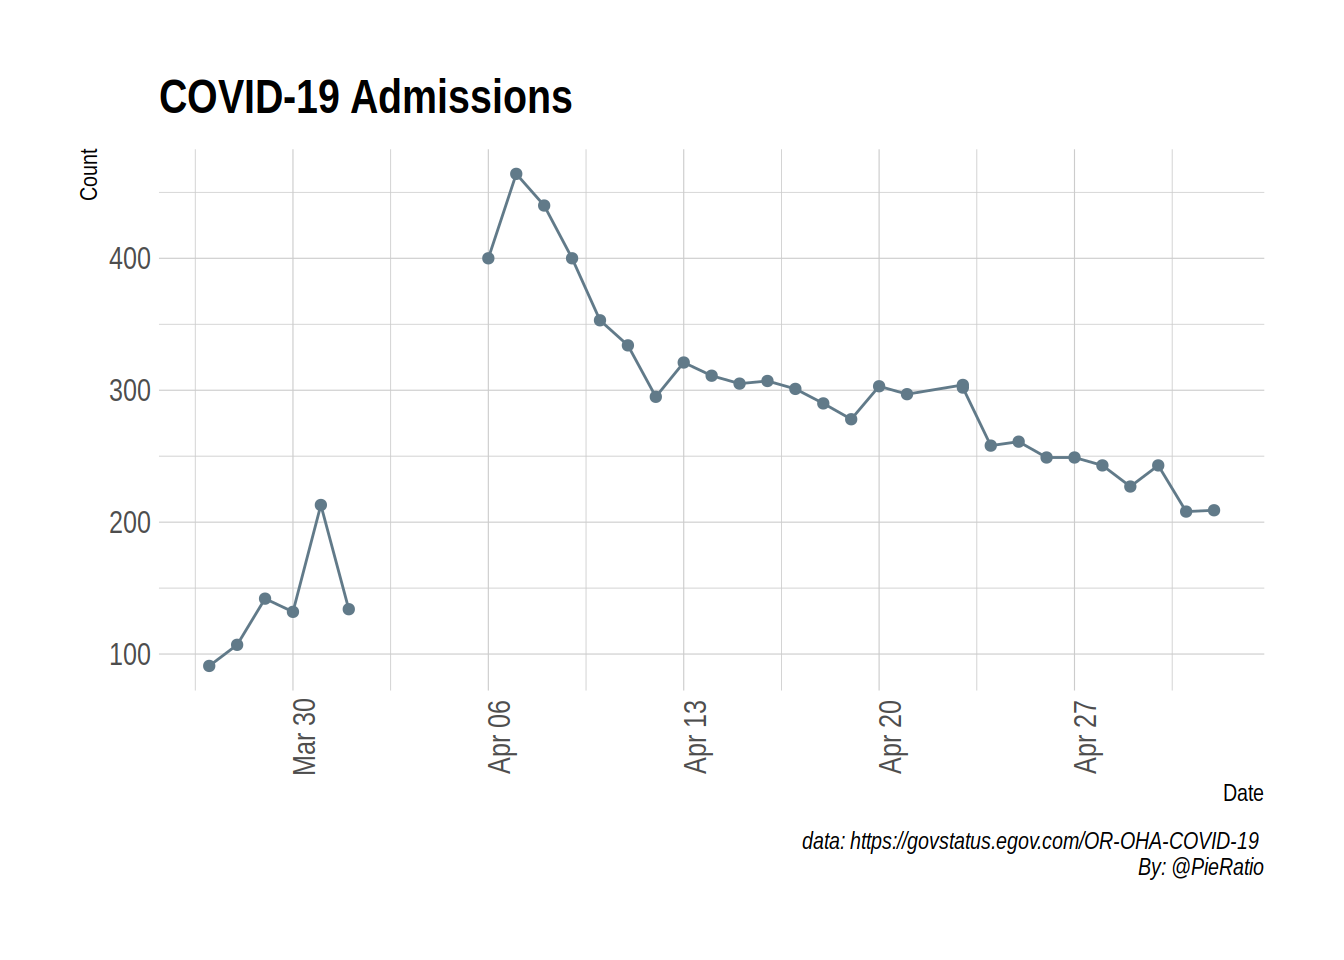 COVID-19 Admissions
Count
400
300
200
100
Mar 30
Apr 06
Apr 13
Apr 20
Apr 27
Date
data: https://govstatus.egov.com/OR-OHA-COVID-19
By: @PieRatio